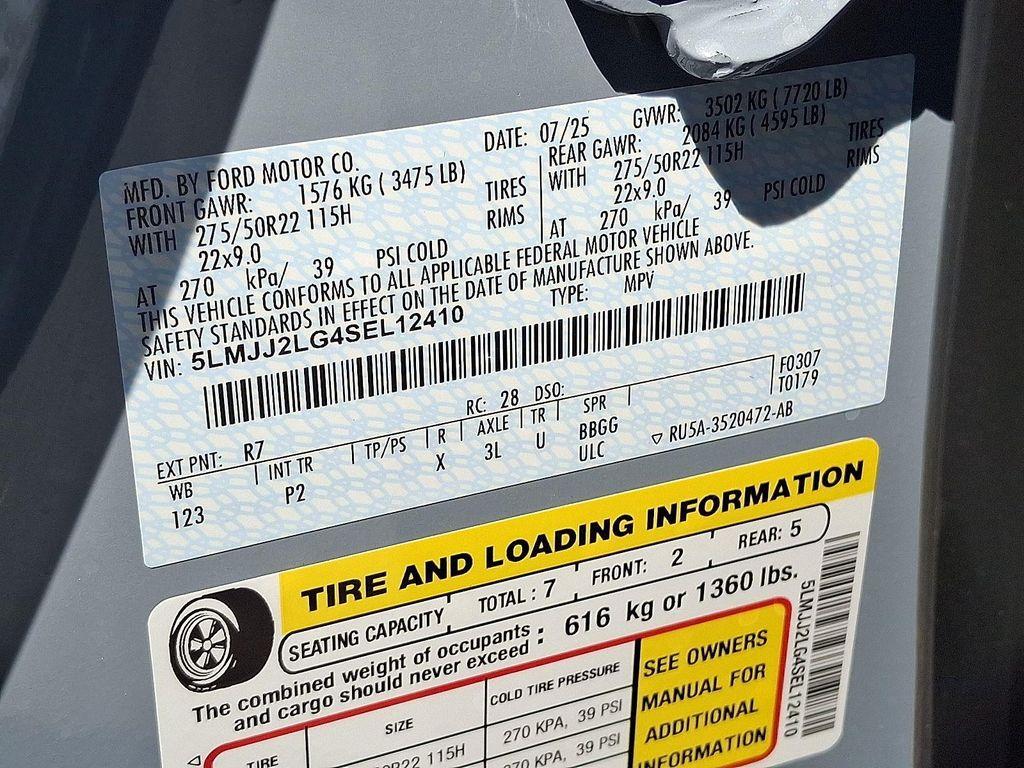 MFD. BY FORD MOTOR CO.
DATE: 07/25 GVWR: 3502 KG ( 7720 LB)
FRONT GAWR: 1576 KG ( 3475 LB)
WITH 275/50R22 115H TIRES
22x9.0 RIMS
AT 270 kPa/ 39 PSI COLD
REAR GAWR: 2084 KG ( 4595 LB)
WITH 275/50R22 115H TIRES
22x9.0 RIMS
AT 270 kPa/ 39 PSI COLD
THIS VEHICLE CONFORMS TO ALL APPLICABLE FEDERAL MOTOR VEHICLE
SAFETY STANDARDS IN EFFECT ON THE DATE OF MANUFACTURE SHOWN ABOVE.
VIN: 5LMJJ2LG4SEL12410 TYPE: MPV
EXT PNT: R7 RC: 28 DSO: F0307
T0179
WB INT TR TP/PS R AXLE TR SPR
123 P2 X 3L U BBGG
ULC
▽ RU5A-3520472-AB
TIRE AND LOADING INFORMATION
SEATING CAPACITY TOTAL : 7 FRONT: 2 REAR: 5
The combined weight of occupants
and cargo should never exceed : 616 kg or 1360 lbs.
TIRE SIZE COLD TIRE PRESSURE
R22 115H 270 KPA, 39 PSI
KPA, 39 PSI
SEE OWNERS
MANUAL FOR
ADDITIONAL
INFORMATION
5LMJJ2LG4SEL12410